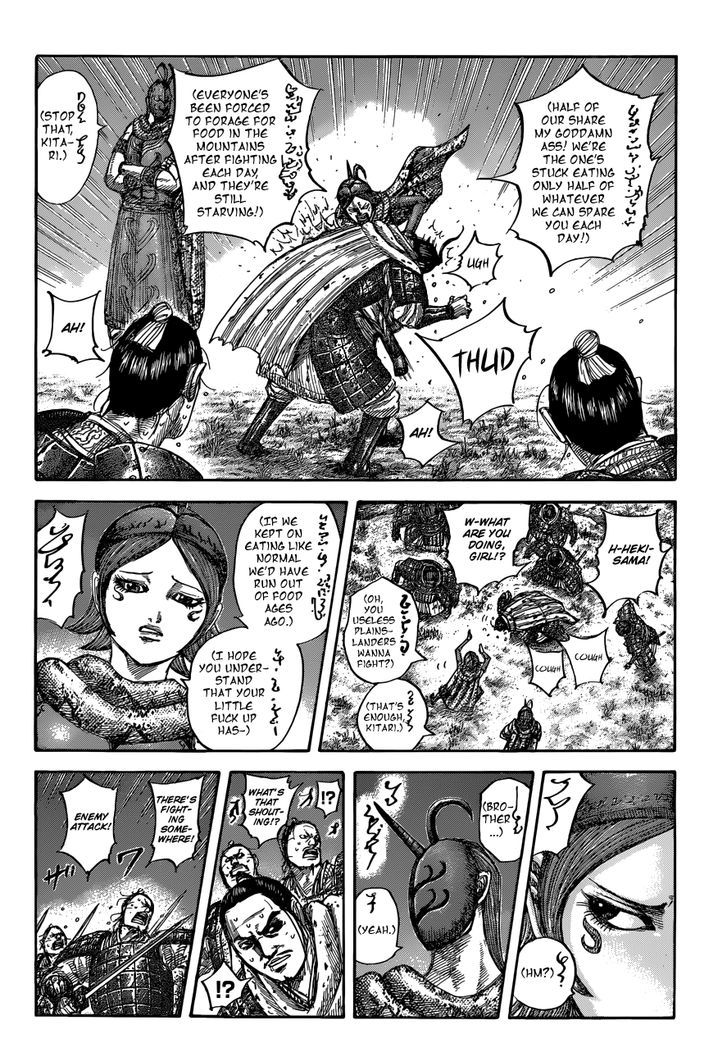 (HALF
OF OUR SHARE
MY GODDAMN
ASS! WE'RE
THE ONE'S
STUCK EATING
ONLY HALF OF
WHATEVER
WE CAN SPARE
YOU EACH
DAY!)
(EVERYONE'S
BEEN FORCED
TO FORAGE FOR
FOOD IN THE
MOUNTAINS
AFTER FIGHTING
EACH DAY,
AND THEY'RE
STILL
STARVING!)
(STOP
THAT,
KITA-
RI.)
UGH
THUD
AH!
AH!
H-HEKI-
SAMA!
W-WHAT
ARE YOU
DOING,
GIRL!?
(OH,
YOU
USELESS
PLAINS-
LANDERS
WANNA
FIGHT?)
COUGH
COUGH
(THAT'S
ENOUGH,
KITARI.)
(IF WE
KEPT ON
EATING LIKE
NORMAL
WE'D HAVE
RUN OUT
OF FOOD
AGES
AGO.)
(I HOPE
YOU UNDER-
STAND
THAT YOUR
LITTLE
FUCK UP
HAS-)
(HM?)
(BRO-
THER
...)
(YEAH.)
!?
WHAT'S
THAT
SHOUT-
ING!?
!?
THERE'S
FIGHT-
ING
SOME-
WHERE!
ENEMY
ATTACK!
ザワ